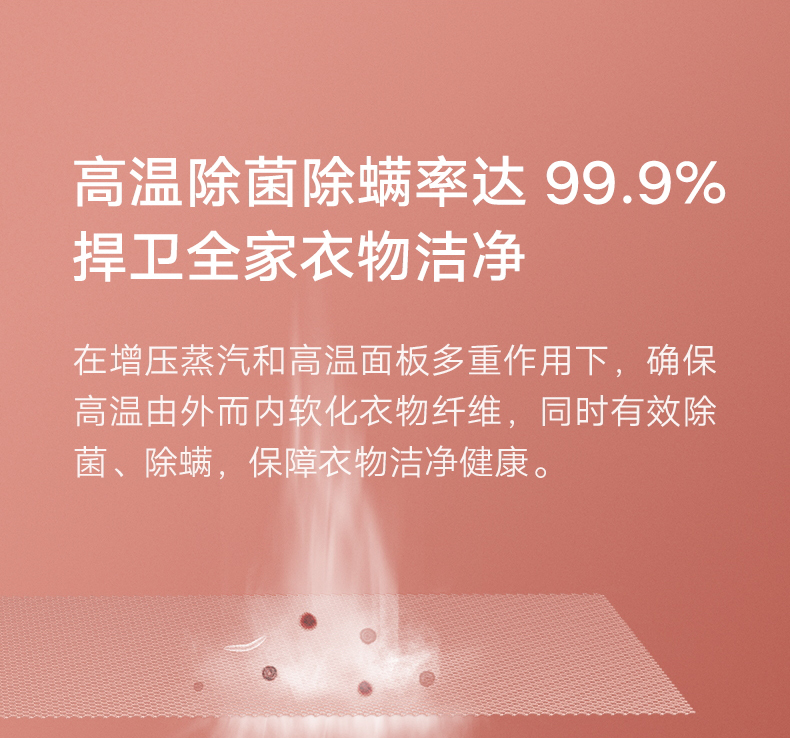 高温除菌除螨率达 99.9%
捍卫全家衣物洁净
在增压蒸汽和高温面板多重作用下，确保
高温由外而内软化衣物纤维，同时有效除
菌、除螨，保障衣物洁净健康。